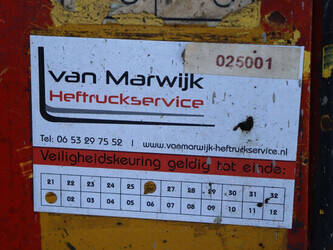 025001
van Marwijk
Heftruckservice
Tel: 06 53 29 75 52 | www.vanmarwijk-heftruckservice.nl
Veiligheidskeuring geldig tot einde:
21 22 23 24 25 27 28 29 30 31 32
02 03 04 05 06 07 08 09 10 11 12